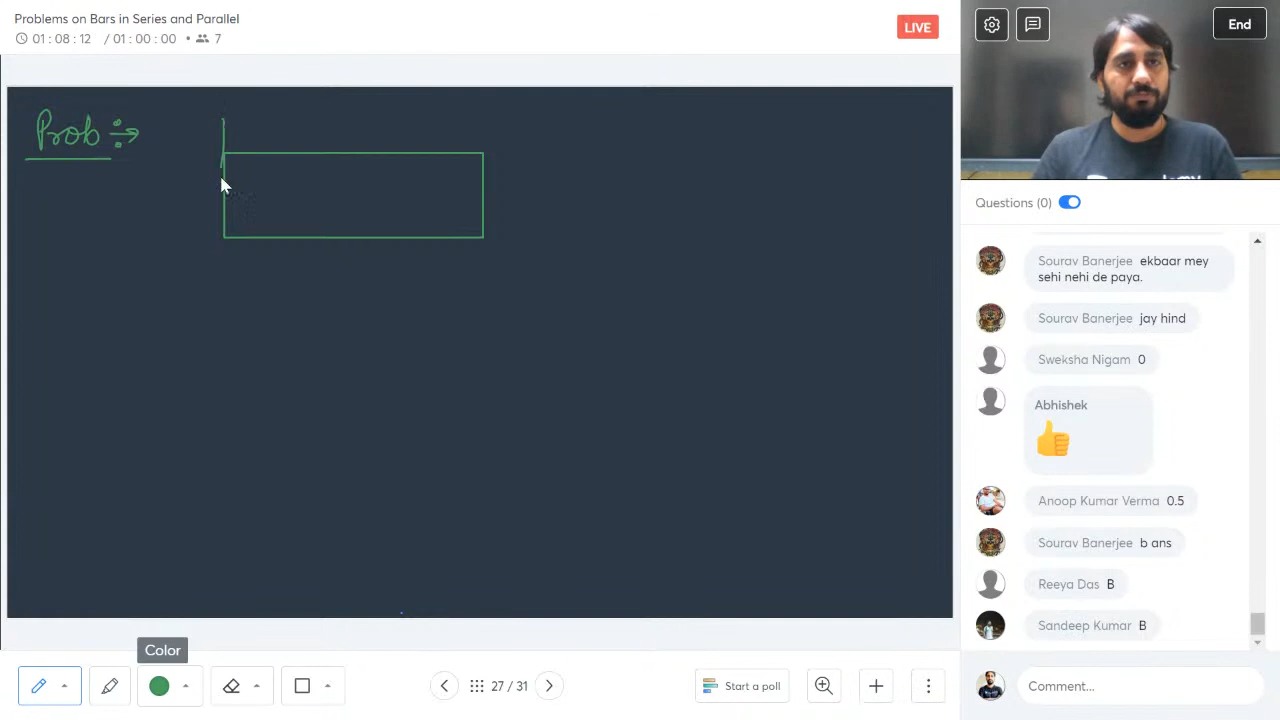 Problems on Bars in Series and Parallel
01 : 08 : 12 / 01 : 00 : 00 • 7
LIVE
End
Prob ÷→
Questions (0)
Sourav Banerjee ekbaar mey
sehi nehi de paya.
Sourav Banerjee jay hind
Sweksha Nigam 0
Abhishek
Anoop Kumar Verma 0.5
Sourav Banerjee b ans
Reeya Das B
Sandeep Kumar B
Color
27 / 31
Start a poll
Comment...